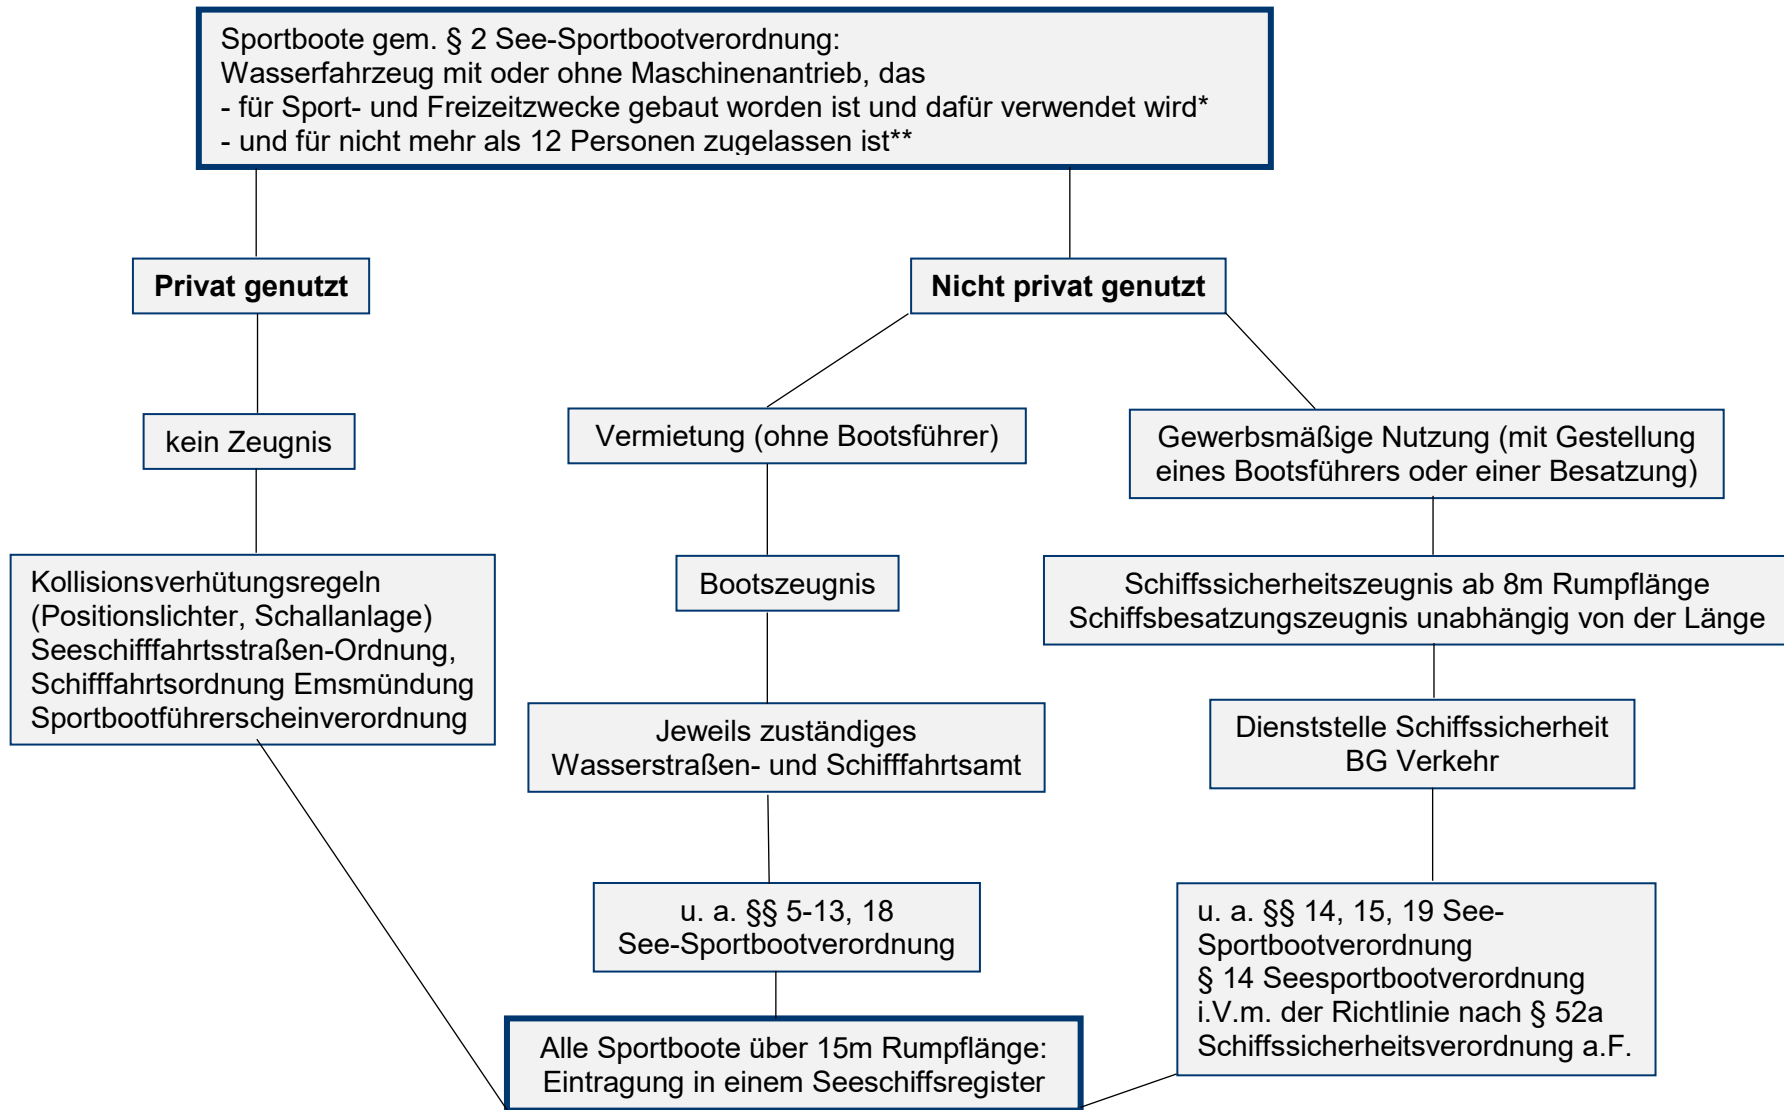 Sportboote gem. § 2 See-Sportbootverordnung:
Wasserfahrzeug mit oder ohne Maschinenantrieb, das
- für Sport- und Freizeitzwecke gebaut worden ist und dafür verwendet wird*
- und für nicht mehr als 12 Personen zugelassen ist**
Privat genutzt
Nicht privat genutzt
kein Zeugnis
Vermietung (ohne Bootsführer)
Gewerbsmäßige Nutzung (mit Gestellung
eines Bootsführers oder einer Besatzung)
Kollisionsverhütungsregeln
(Positionslichter, Schallanlage)
Seeschifffahrtsstraßen-Ordnung,
Schifffahrtsordnung Emsmündung
Sportbootführerscheinverordnung
Bootszeugnis
Schiffssicherheitszeugnis ab 8m Rumpflänge
Schiffsbesatzungszeugnis unabhängig von der Länge
Jeweils zuständiges
Wasserstraßen- und Schifffahrtsamt
Dienststelle Schiffssicherheit
BG Verkehr
u. a. §§ 5-13, 18
See-Sportbootverordnung
u. a. §§ 14, 15, 19 See-
Sportbootverordnung
§ 14 Seesportbootverordnung
i.V.m. der Richtlinie nach § 52a
Schiffssicherheitsverordnung a.F.
Alle Sportboote über 15m Rumpflänge:
Eintragung in einem Seeschiffsregister